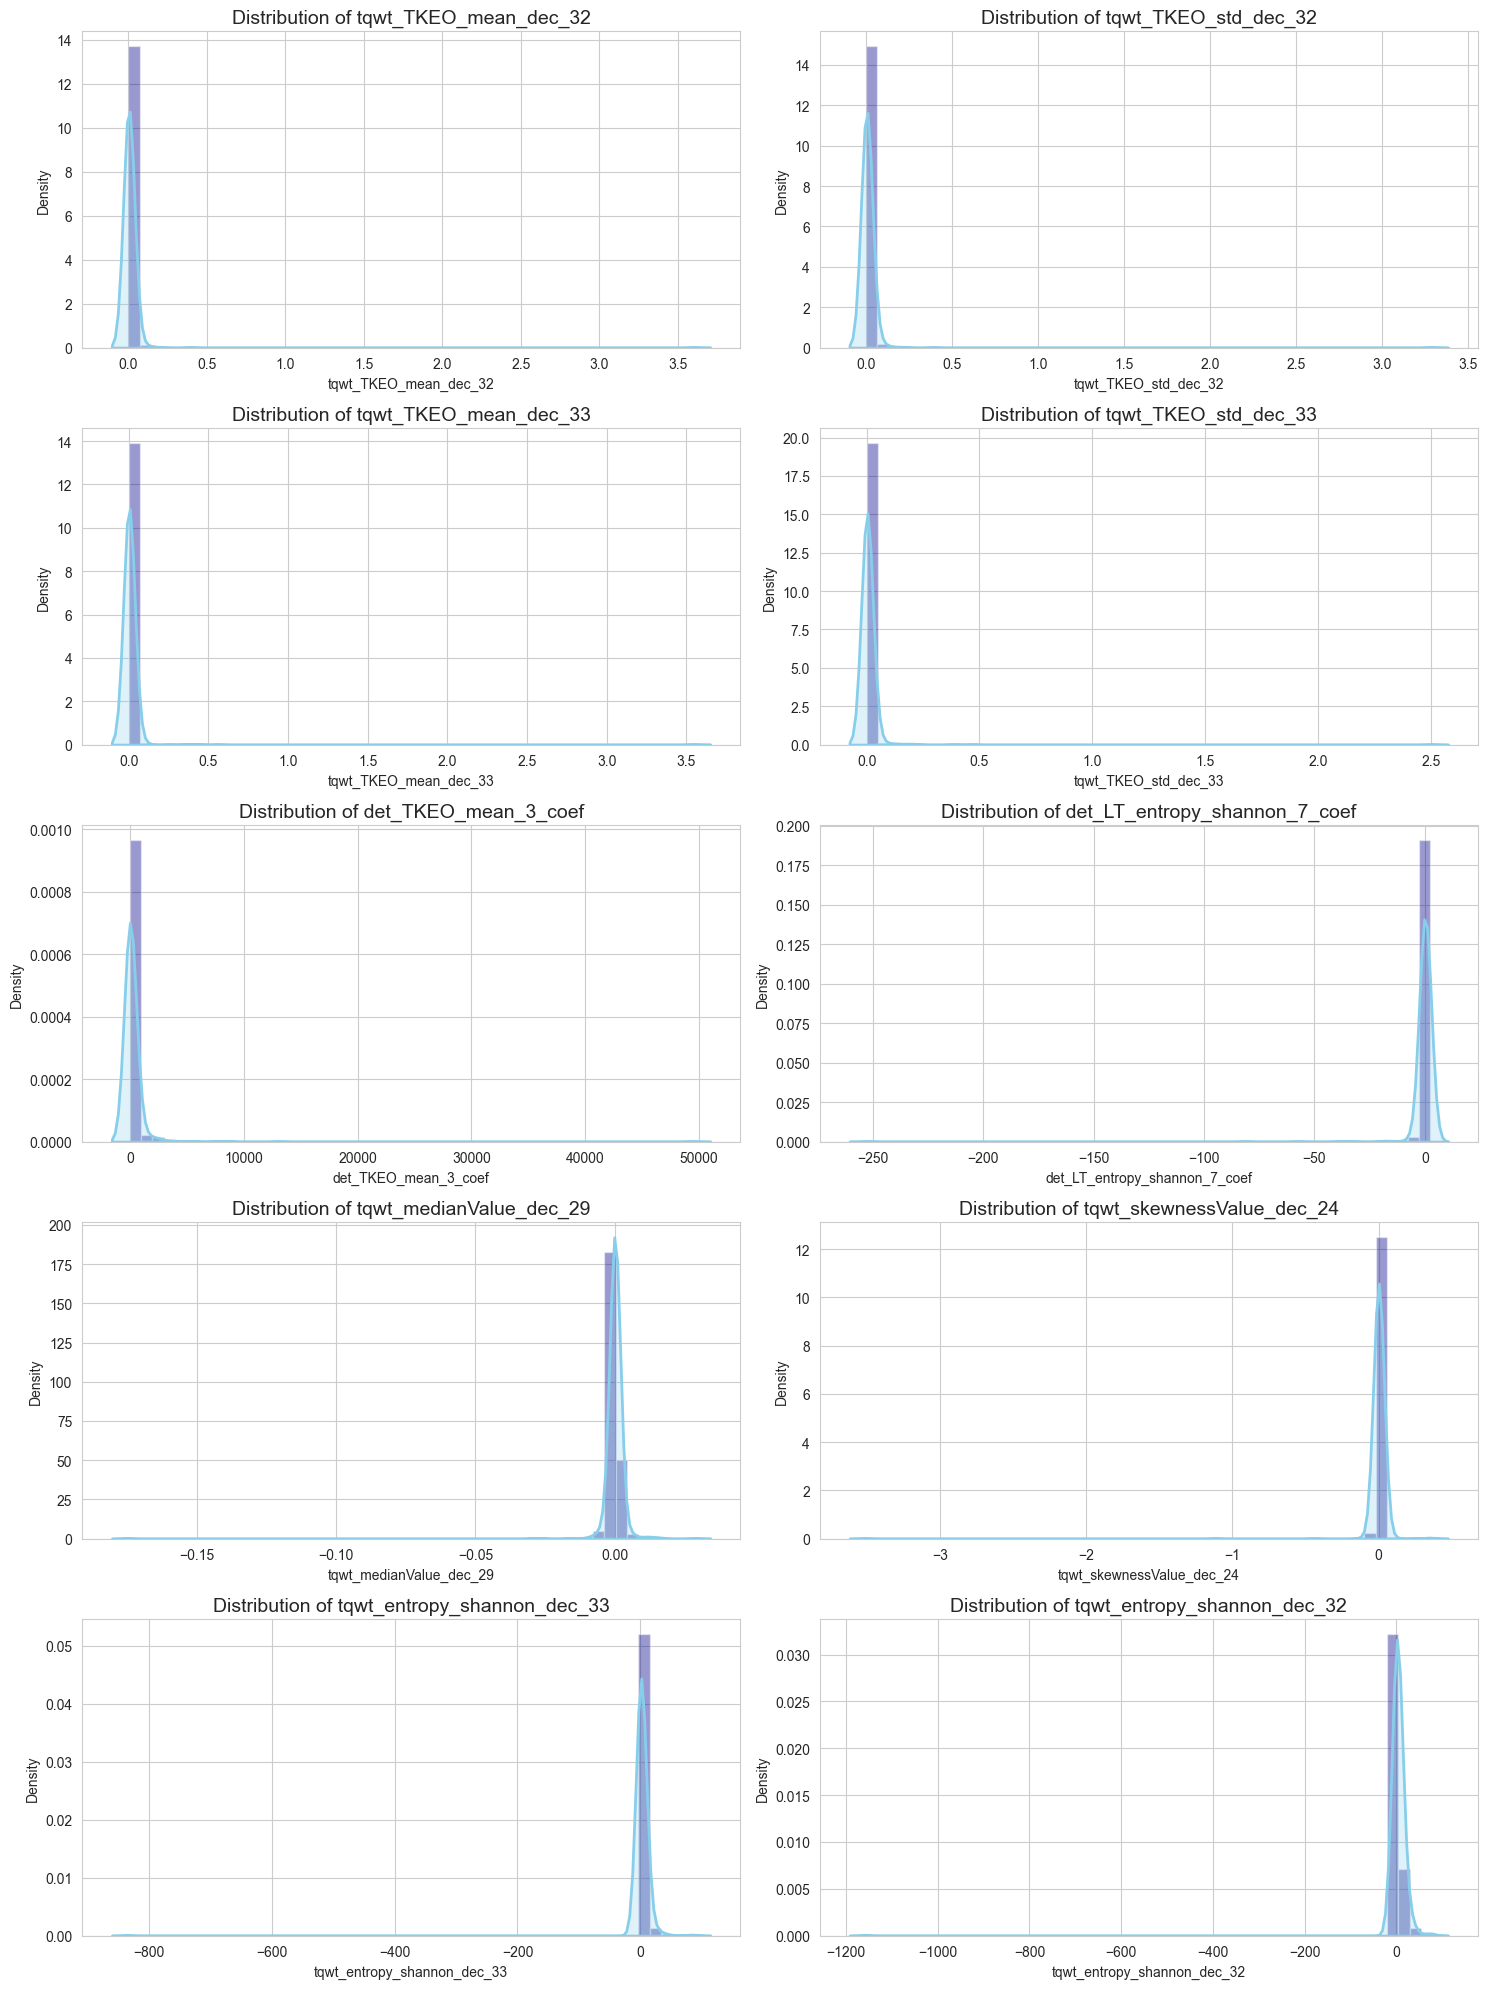 Distribution of tqwt_TKEO_mean_dec_32
Density
14
12
10
8
6
4
2
0
0.0 0.5 1.0 1.5 2.0 2.5 3.0 3.5
tqwt_TKEO_mean_dec_32
Distribution of tqwt_TKEO_std_dec_32
Density
14
12
10
8
6
4
2
0
0.0 0.5 1.0 1.5 2.0 2.5 3.0 3.5
tqwt_TKEO_std_dec_32
Distribution of tqwt_TKEO_mean_dec_33
Density
14
12
10
8
6
4
2
0
0.0 0.5 1.0 1.5 2.0 2.5 3.0 3.5
tqwt_TKEO_mean_dec_33
Distribution of tqwt_TKEO_std_dec_33
Density
20.0
17.5
15.0
12.5
10.0
7.5
5.0
2.5
0.0
0.0 0.5 1.0 1.5 2.0 2.5
tqwt_TKEO_std_dec_33
Distribution of det_TKEO_mean_3_coef
Density
0.0010
0.0008
0.0006
0.0004
0.0002
0.0000
0 10000 20000 30000 40000 50000
det_TKEO_mean_3_coef
Distribution of det_LT_entropy_shannon_7_coef
Density
0.200
0.175
0.150
0.125
0.100
0.075
0.050
0.025
0.000
−250 −200 −150 −100 −50 0
det_LT_entropy_shannon_7_coef
Distribution of tqwt_medianValue_dec_29
Density
200
175
150
125
100
75
50
25
0
−0.15 −0.10 −0.05 0.00
tqwt_medianValue_dec_29
Distribution of tqwt_skewnessValue_dec_24
Density
12
10
8
6
4
2
0
−3 −2 −1 0
tqwt_skewnessValue_dec_24
Distribution of tqwt_entropy_shannon_dec_33
Density
0.05
0.04
0.03
0.02
0.01
0.00
−800 −600 −400 −200 0
tqwt_entropy_shannon_dec_33
Distribution of tqwt_entropy_shannon_dec_32
Density
0.030
0.025
0.020
0.015
0.010
0.005
0.000
−1200 −1000 −800 −600 −400 −200 0
tqwt_entropy_shannon_dec_32